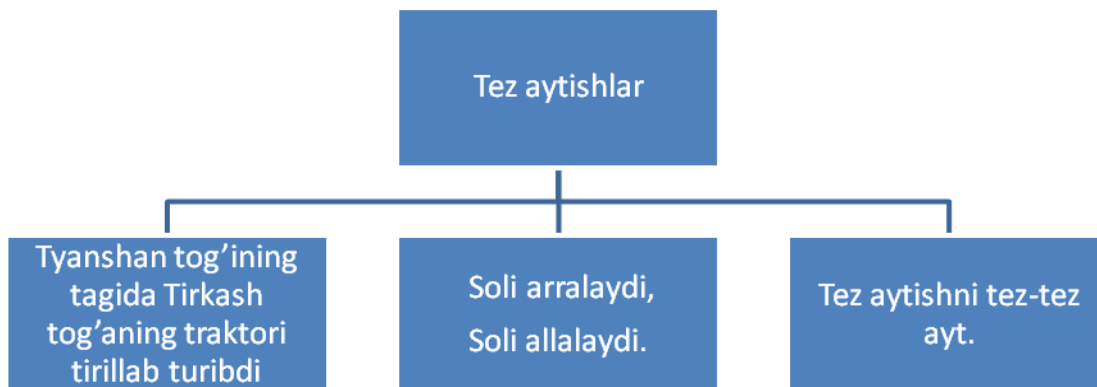 Tez aytishlar
Tyanshan tog’ining
tagida Tirkash
tog’aning traktori
tirillab turibdi
Soli arralaydi,
Soli allalaydi.
Tez aytishni tez-tez
ayt.